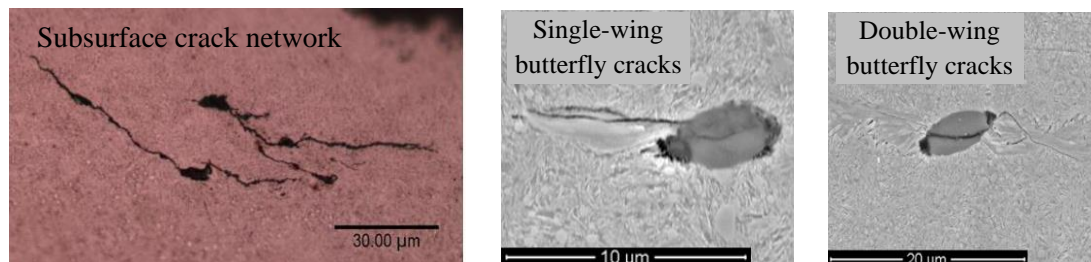 Subsurface crack network
30.00 µm
Single-wing
butterfly cracks
10 µm
Double-wing
butterfly cracks
20 µm